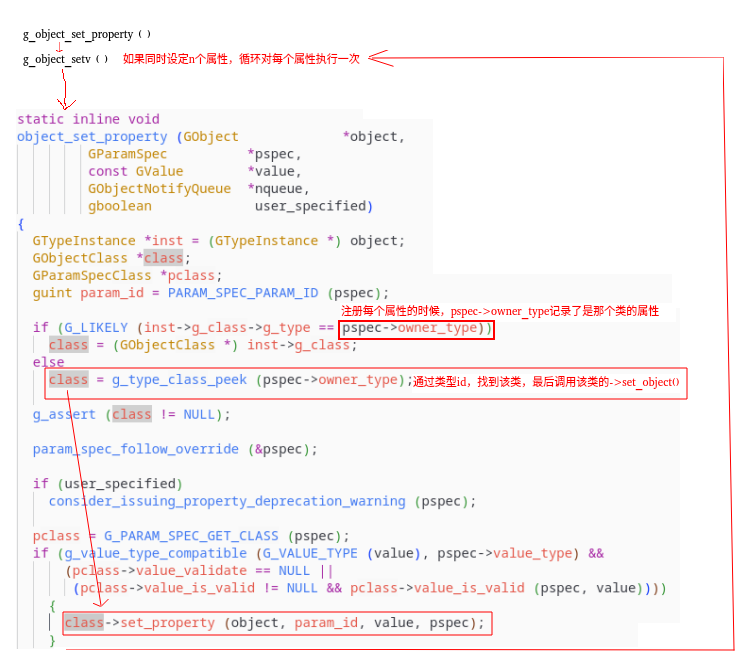 g_object_set_property ()
g_object_setv () 如果同时设定n个属性，循环对每个属性执行一次
static inline void
object_set_property (GObject *object,
GParamSpec *pspec,
const GValue *value,
GObjectNotifyQueue *nqueue,
gboolean user_specified)
{
GTypeInstance *inst = (GTypeInstance *) object;
GObjectClass *class;
GParamSpecClass *pclass;
guint param_id = PARAM_SPEC_PARAM_ID (pspec);
注册每个属性的时候，pspec->owner_type记录了是那个类的属性
if (G_LIKELY (inst->g_class->g_type == pspec->owner_type))
class = (GObjectClass *) inst->g_class;
else
class = g_type_class_peek (pspec->owner_type);通过类型id，找到该类，最后调用该类的->set_object()
g_assert (class != NULL);
param_spec_follow_override (&pspec);
if (user_specified)
consider_issuing_property_deprecation_warning (pspec);
pclass = G_PARAM_SPEC_GET_CLASS (pspec);
if (g_value_type_compatible (G_VALUE_TYPE (value), pspec->value_type) &&
(pclass->value_validate == NULL ||
(pclass->value_is_valid != NULL && pclass->value_is_valid (pspec, value))))
{
class->set_property (object, param_id, value, pspec);
}